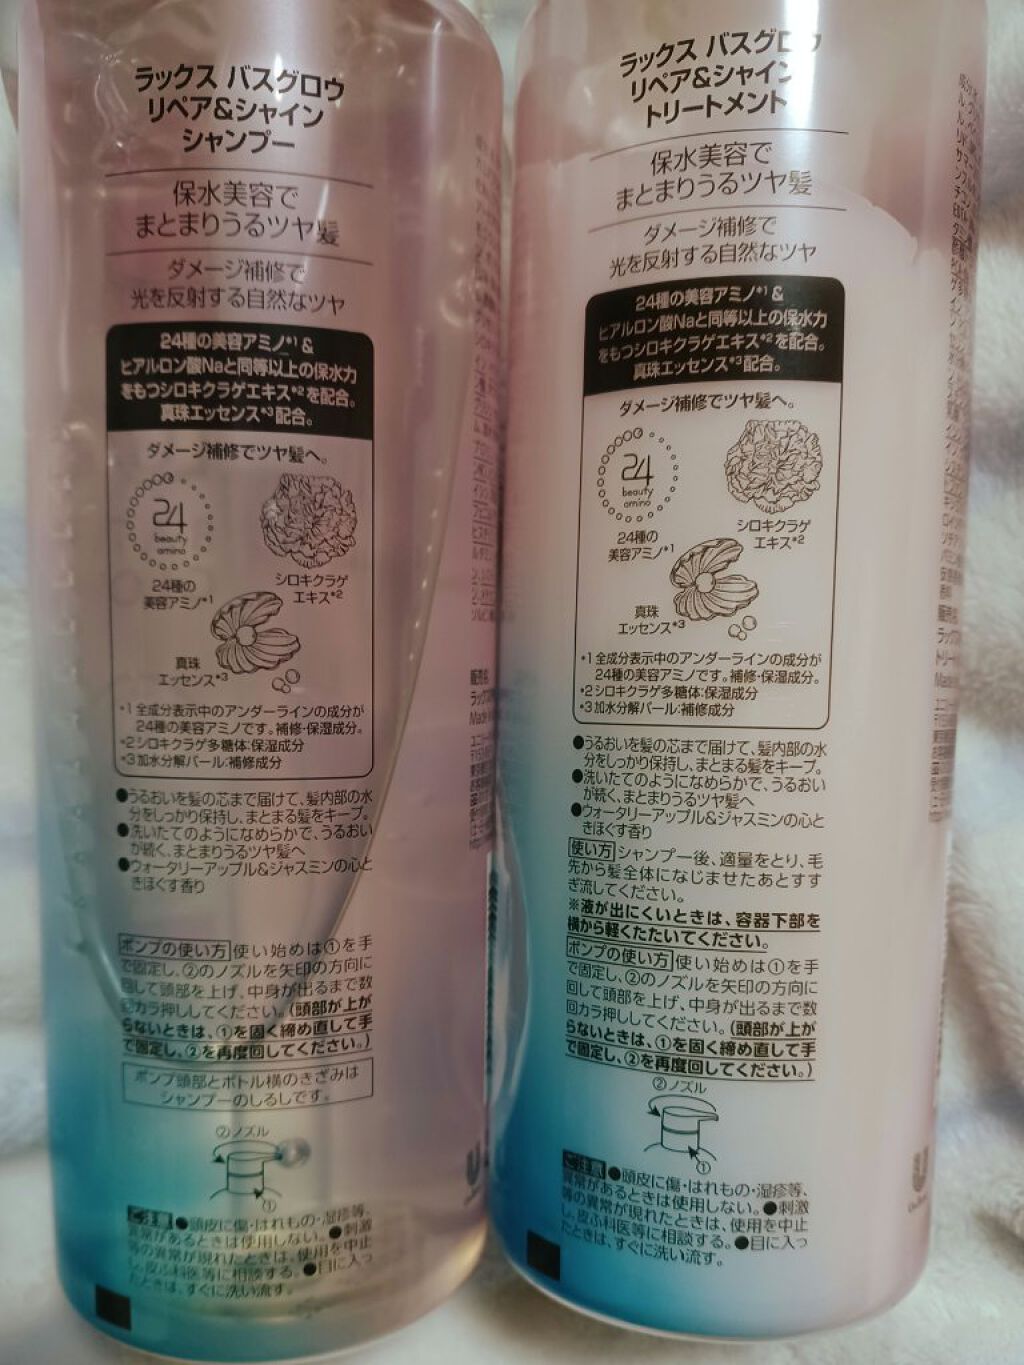 ラックス バスグロウ
リペア&シャイン
シャンプー
保水美容で
まとまりうるツヤ髪
ダメージ補修で
光を反射する自然なツヤ
24種の美容アミノ*1 &
ヒアルロン酸Naと同等以上の保水力
をもつシロキクラゲエキス*2を配合。
真珠エッセンス*3配合。
ダメージ補修でツヤ髪へ。
24
beauty
amino
24種の
美容アミノ*1
シロキクラゲ
エキス*2
真珠
エッセンス*3
*1 全成分表示中のアンダーラインの成分が
24種の美容アミノです。補修・保湿成分。
*2 シロキクラゲ多糖体:保湿成分
*3 加水分解パール:補修成分
●うるおいを髪の芯まで届けて、髪内部の水
分をしっかり保持し、まとまる髪をキープ。
●洗いたてのようになめらかで、うるおい
が続く、まとまりうるツヤ髪へ
●ウォータリーアップル&ジャスミンの心と
きほぐす香り
ポンプの使い方 使い始めは①を手
で固定し、②のノズルを矢印の方向に
回して頭部を上げ、中身が出るまで数
回カラ押ししてください。(頭部が上が
らないときは、①を固く締め直して手
で固定し、②を再度回してください。)
ポンプ頭部とボトル横のきざみは
シャンプーのしるしです。
②ノズル
①
ご注意 ●頭皮に傷・はれもの・湿疹等、
異常があるときは使用しない。●刺激
等の異常が現れたときは、使用を中止
し、皮ふ科医等に相談する。●目に入っ
たときは、すぐに洗い流す。
ラックス バスグロウ
リペア&シャイン
トリートメント
保水美容で
まとまりうるツヤ髪
ダメージ補修で
光を反射する自然なツヤ
24種の美容アミノ*1 &
ヒアルロン酸Naと同等以上の保水力
をもつシロキクラゲエキス*2を配合。
真珠エッセンス*3配合。
ダメージ補修でツヤ髪へ。
24
beauty
amino
24種の
美容アミノ*1
シロキクラゲ
エキス*2
真珠
エッセンス*3
*1 全成分表示中のアンダーラインの成分が
24種の美容アミノです。補修・保湿成分。
*2 シロキクラゲ多糖体:保湿成分
*3 加水分解パール:補修成分
●うるおいを髪の芯まで届けて、髪内部の水
分をしっかり保持し、まとまる髪をキープ。
●洗いたてのようになめらかで、うるおい
が続く、まとまりうるツヤ髪へ
●ウォータリーアップル&ジャスミンの心と
きほぐす香り
使い方 シャンプー後、適量をとり、毛
先から髪全体になじませたあとすす
ぎ流してください。
※液が出にくいときは、容器下部を
横から軽くたたいてください。
ポンプの使い方 使い始めは①を手
で固定し、②のノズルを矢印の方向に
回して頭部を上げ、中身が出るまで数
回カラ押ししてください。(頭部が上が
らないときは、①を固く締め直して手
で固定し、②を再度回してください。)
②ノズル
①
ご注意 ●頭皮に傷・はれもの・湿疹等、
異常があるときは使用しない。●刺激
等の異常が現れたときは、使用を中止
し、皮ふ科医等に相談する。●目に入っ
たときは、すぐに洗い流す。